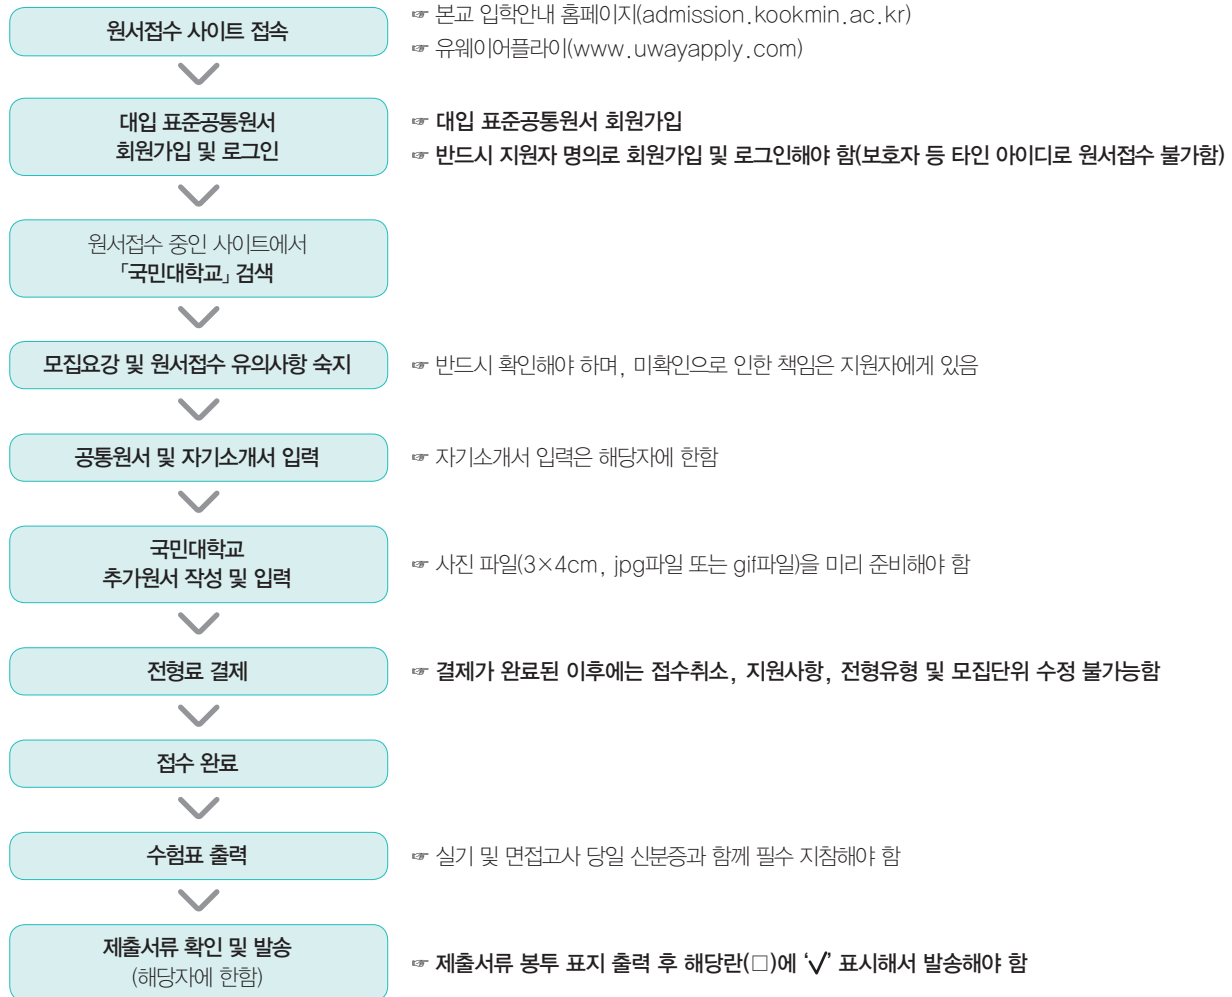 원서접수 사이트 접속
☞ 본교 입학안내 홈페이지(admission.kookmin.ac.kr)
☞ 유웨이어플라이(www.uwayapply.com)
대입 표준공통원서
회원가입 및 로그인
☞ 대입 표준공통원서 회원가입
☞ 반드시 지원자 명의로 회원가입 및 로그인해야 함(보호자 등 타인 아이디로 원서접수 불가함)
원서접수 중인 사이트에서
「국민대학교」 검색
모집요강 및 원서접수 유의사항 숙지
☞ 반드시 확인해야 하며, 미확인으로 인한 책임은 지원자에게 있음
공통원서 및 자기소개서 입력
☞ 자기소개서 입력은 해당자에 한함
국민대학교
추가원서 작성 및 입력
☞ 사진 파일(3×4cm, jpg파일 또는 gif파일)을 미리 준비해야 함
전형료 결제
☞ 결제가 완료된 이후에는 접수취소, 지원사항, 전형유형 및 모집단위 수정 불가능함
접수 완료
수험표 출력
☞ 실기 및 면접고사 당일 신분증과 함께 필수 지참해야 함
제출서류 확인 및 발송
(해당자에 한함)
☞ 제출서류 봉투 표지 출력 후 해당란(□)에 ‘√’ 표시해서 발송해야 함